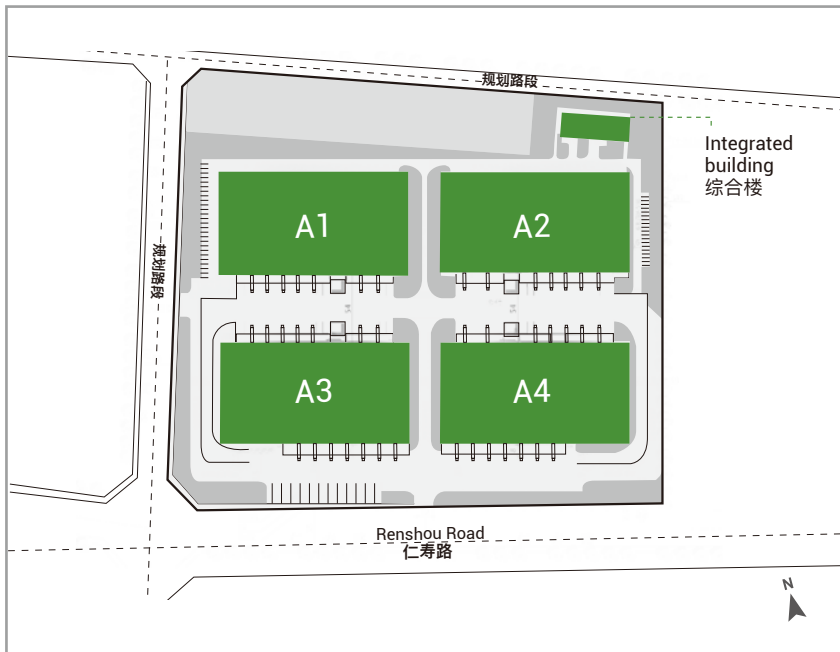 规划路段
Integrated
building
综合楼
A1
A2
规划路段
A3
A4
Renshou Road
仁寿路
N